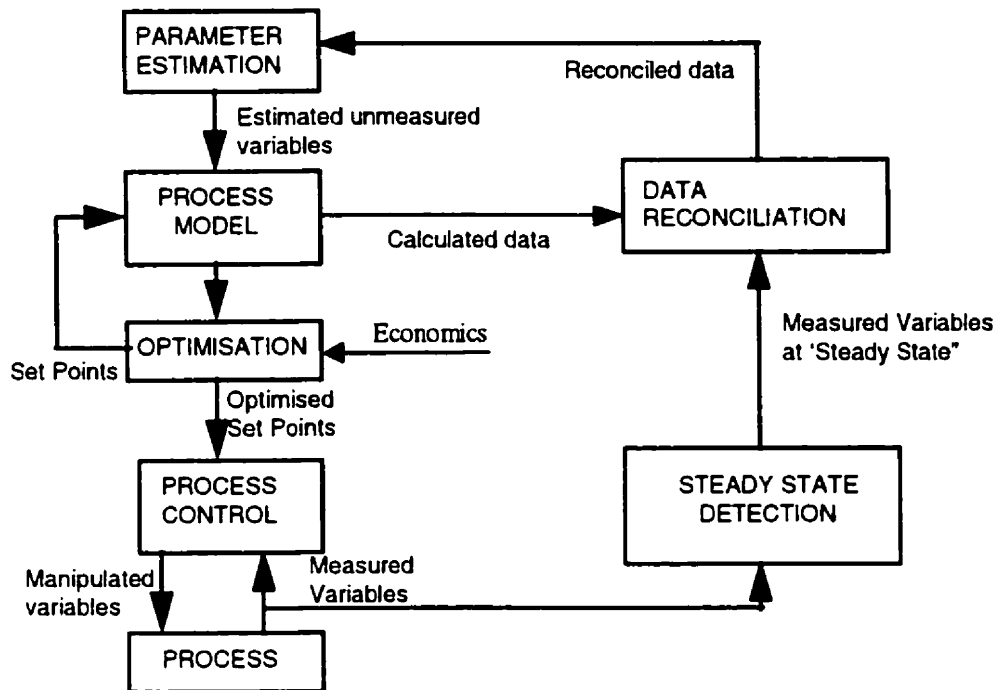 PARAMETER
ESTIMATION
Reconciled data
Estimated unmeasured
variables
PROCESS
MODEL
DATA
RECONCILIATION
Calculated data
OPTIMISATION
Economics
Set Points
Measured Variables
at 'Steady State"
Optimised
Set Points
PROCESS
CONTROL
STEADY STATE
DETECTION
Manipulated
variables
Measured
Variables
PROCESS